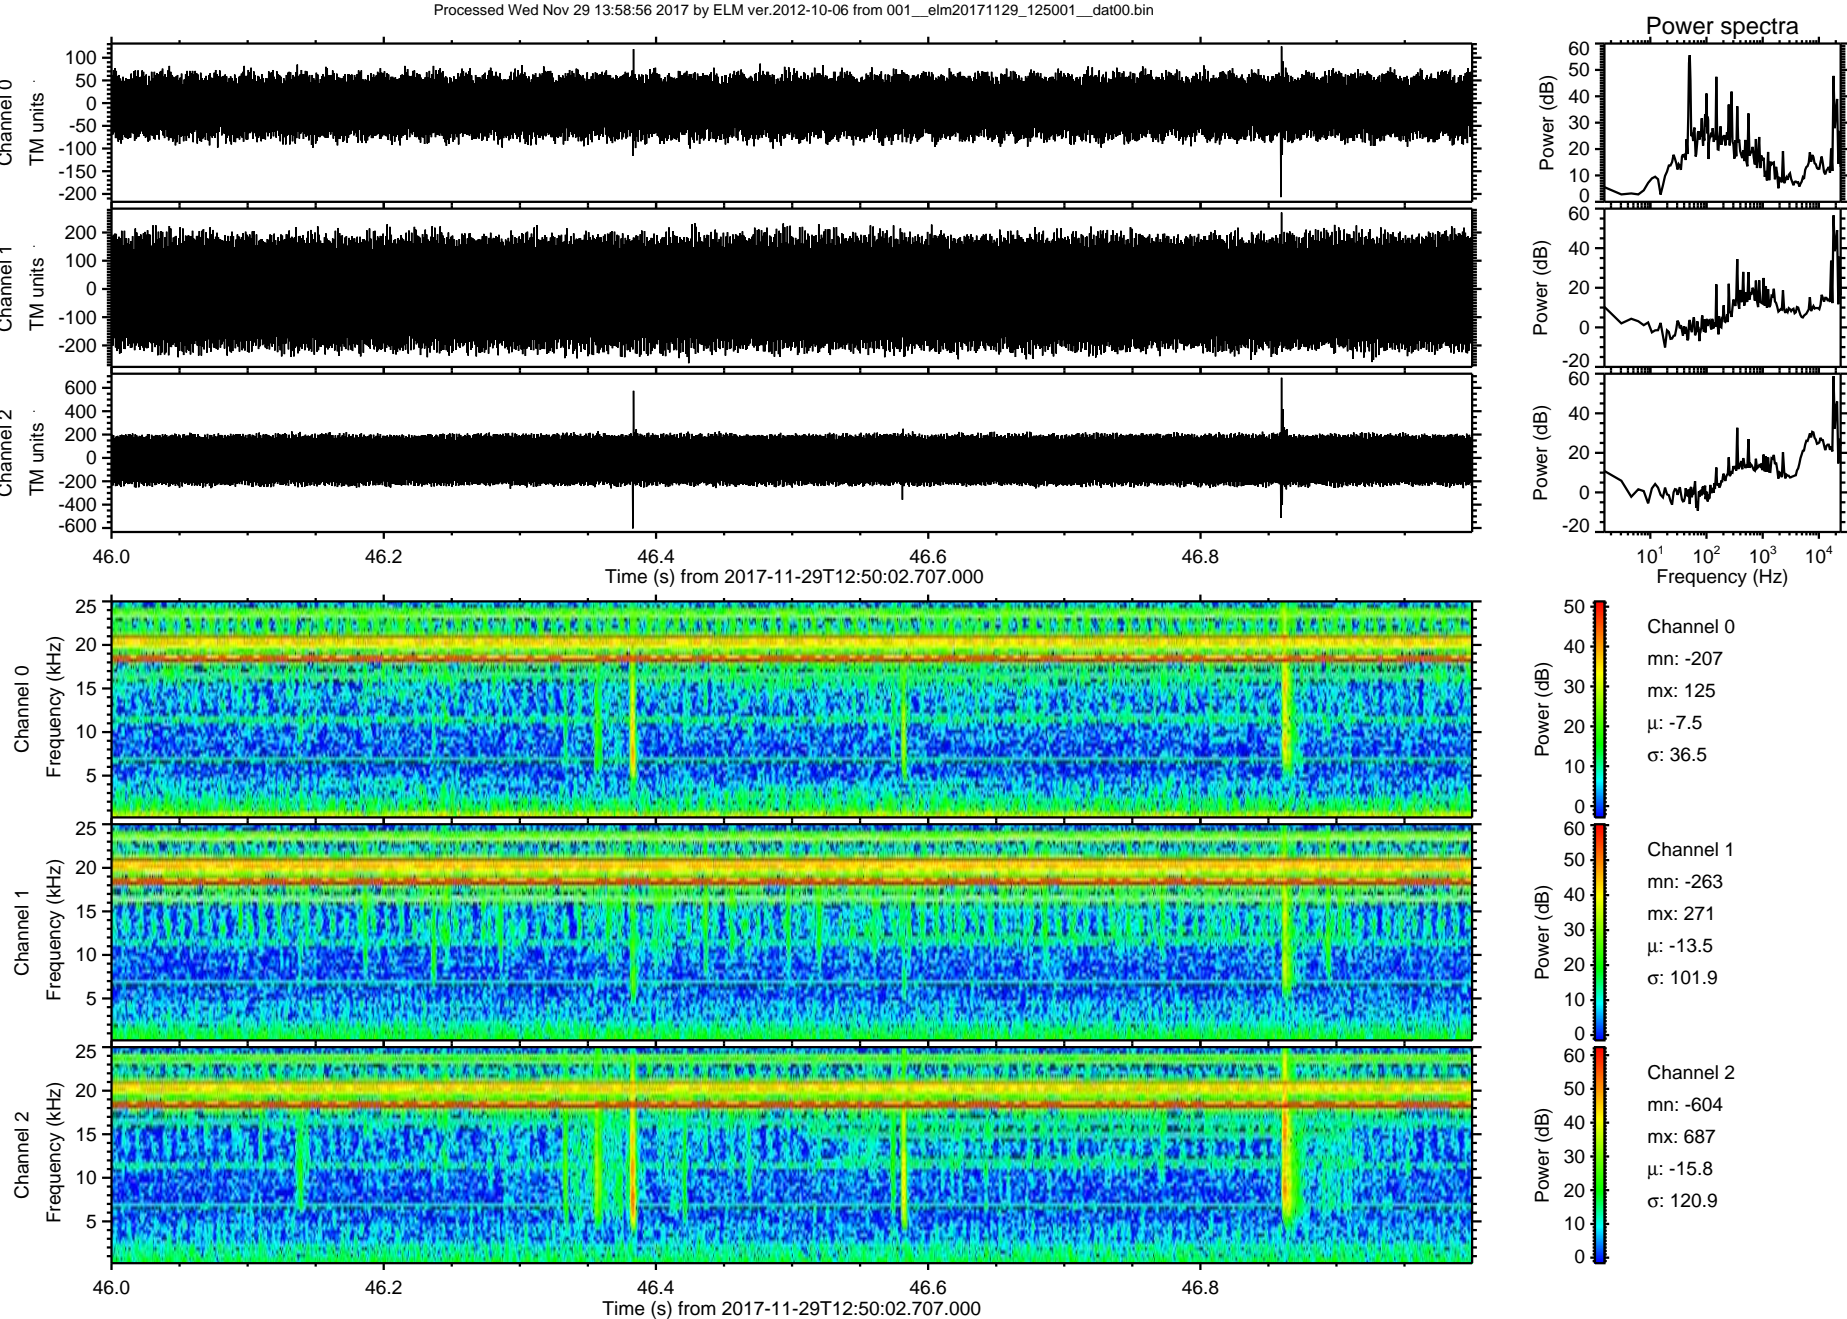 Processed Wed Nov 29 13:58:56 2017 by ELM ver.2012-10-06 from 001__elm20171129_125001__dat00.bin
Power spectra
Channel 0
TM units
100
50
0
-50
-100
-150
-200
Power (dB)
60
50
40
30
20
10
0
Channel 1
TM units
200
100
0
-100
-200
Power (dB)
60
40
20
0
-20
Channel 2
TM units
600
400
200
0
-200
-400
-600
Power (dB)
60
40
20
0
-20
46.0 46.2 46.4 46.6 46.8
Time (s) from 2017-11-29T12:50:02.707.000
10^1 10^2 10^3 10^4
Frequency (Hz)
Channel 0
Frequency (kHz)
25
20
15
10
5
Power (dB)
50
40
30
20
10
0
Channel 0
mn: -207
mx: 125
μ: -7.5
σ: 36.5
Channel 1
Frequency (kHz)
25
20
15
10
5
Power (dB)
60
50
40
30
20
10
0
Channel 1
mn: -263
mx: 271
μ: -13.5
σ: 101.9
Channel 2
Frequency (kHz)
25
20
15
10
5
Power (dB)
60
50
40
30
20
10
0
Channel 2
mn: -604
mx: 687
μ: -15.8
σ: 120.9
46.0 46.2 46.4 46.6 46.8
Time (s) from 2017-11-29T12:50:02.707.000